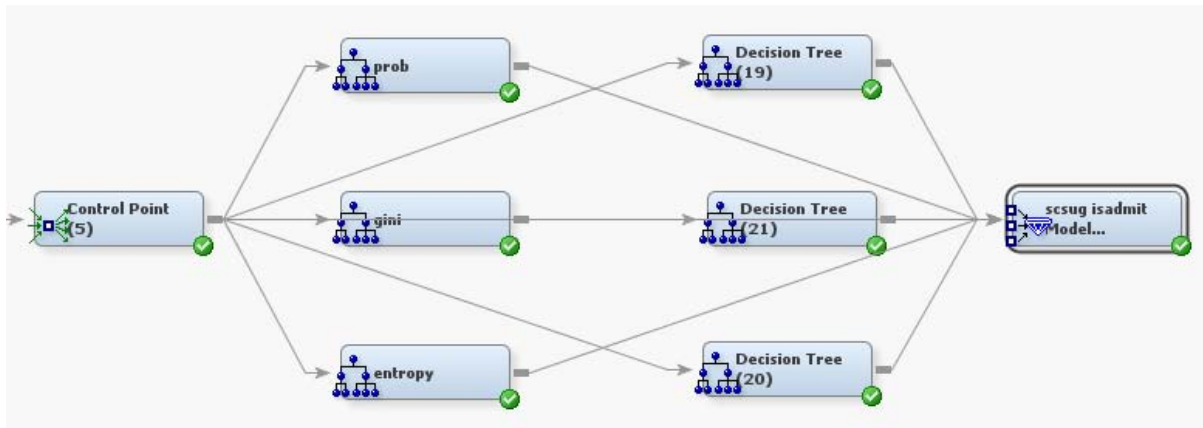 prob
Decision Tree
(19)
Control Point
(5)
gini
Decision Tree
(21)
scsug isadmit
Model...
entropy
Decision Tree
(20)